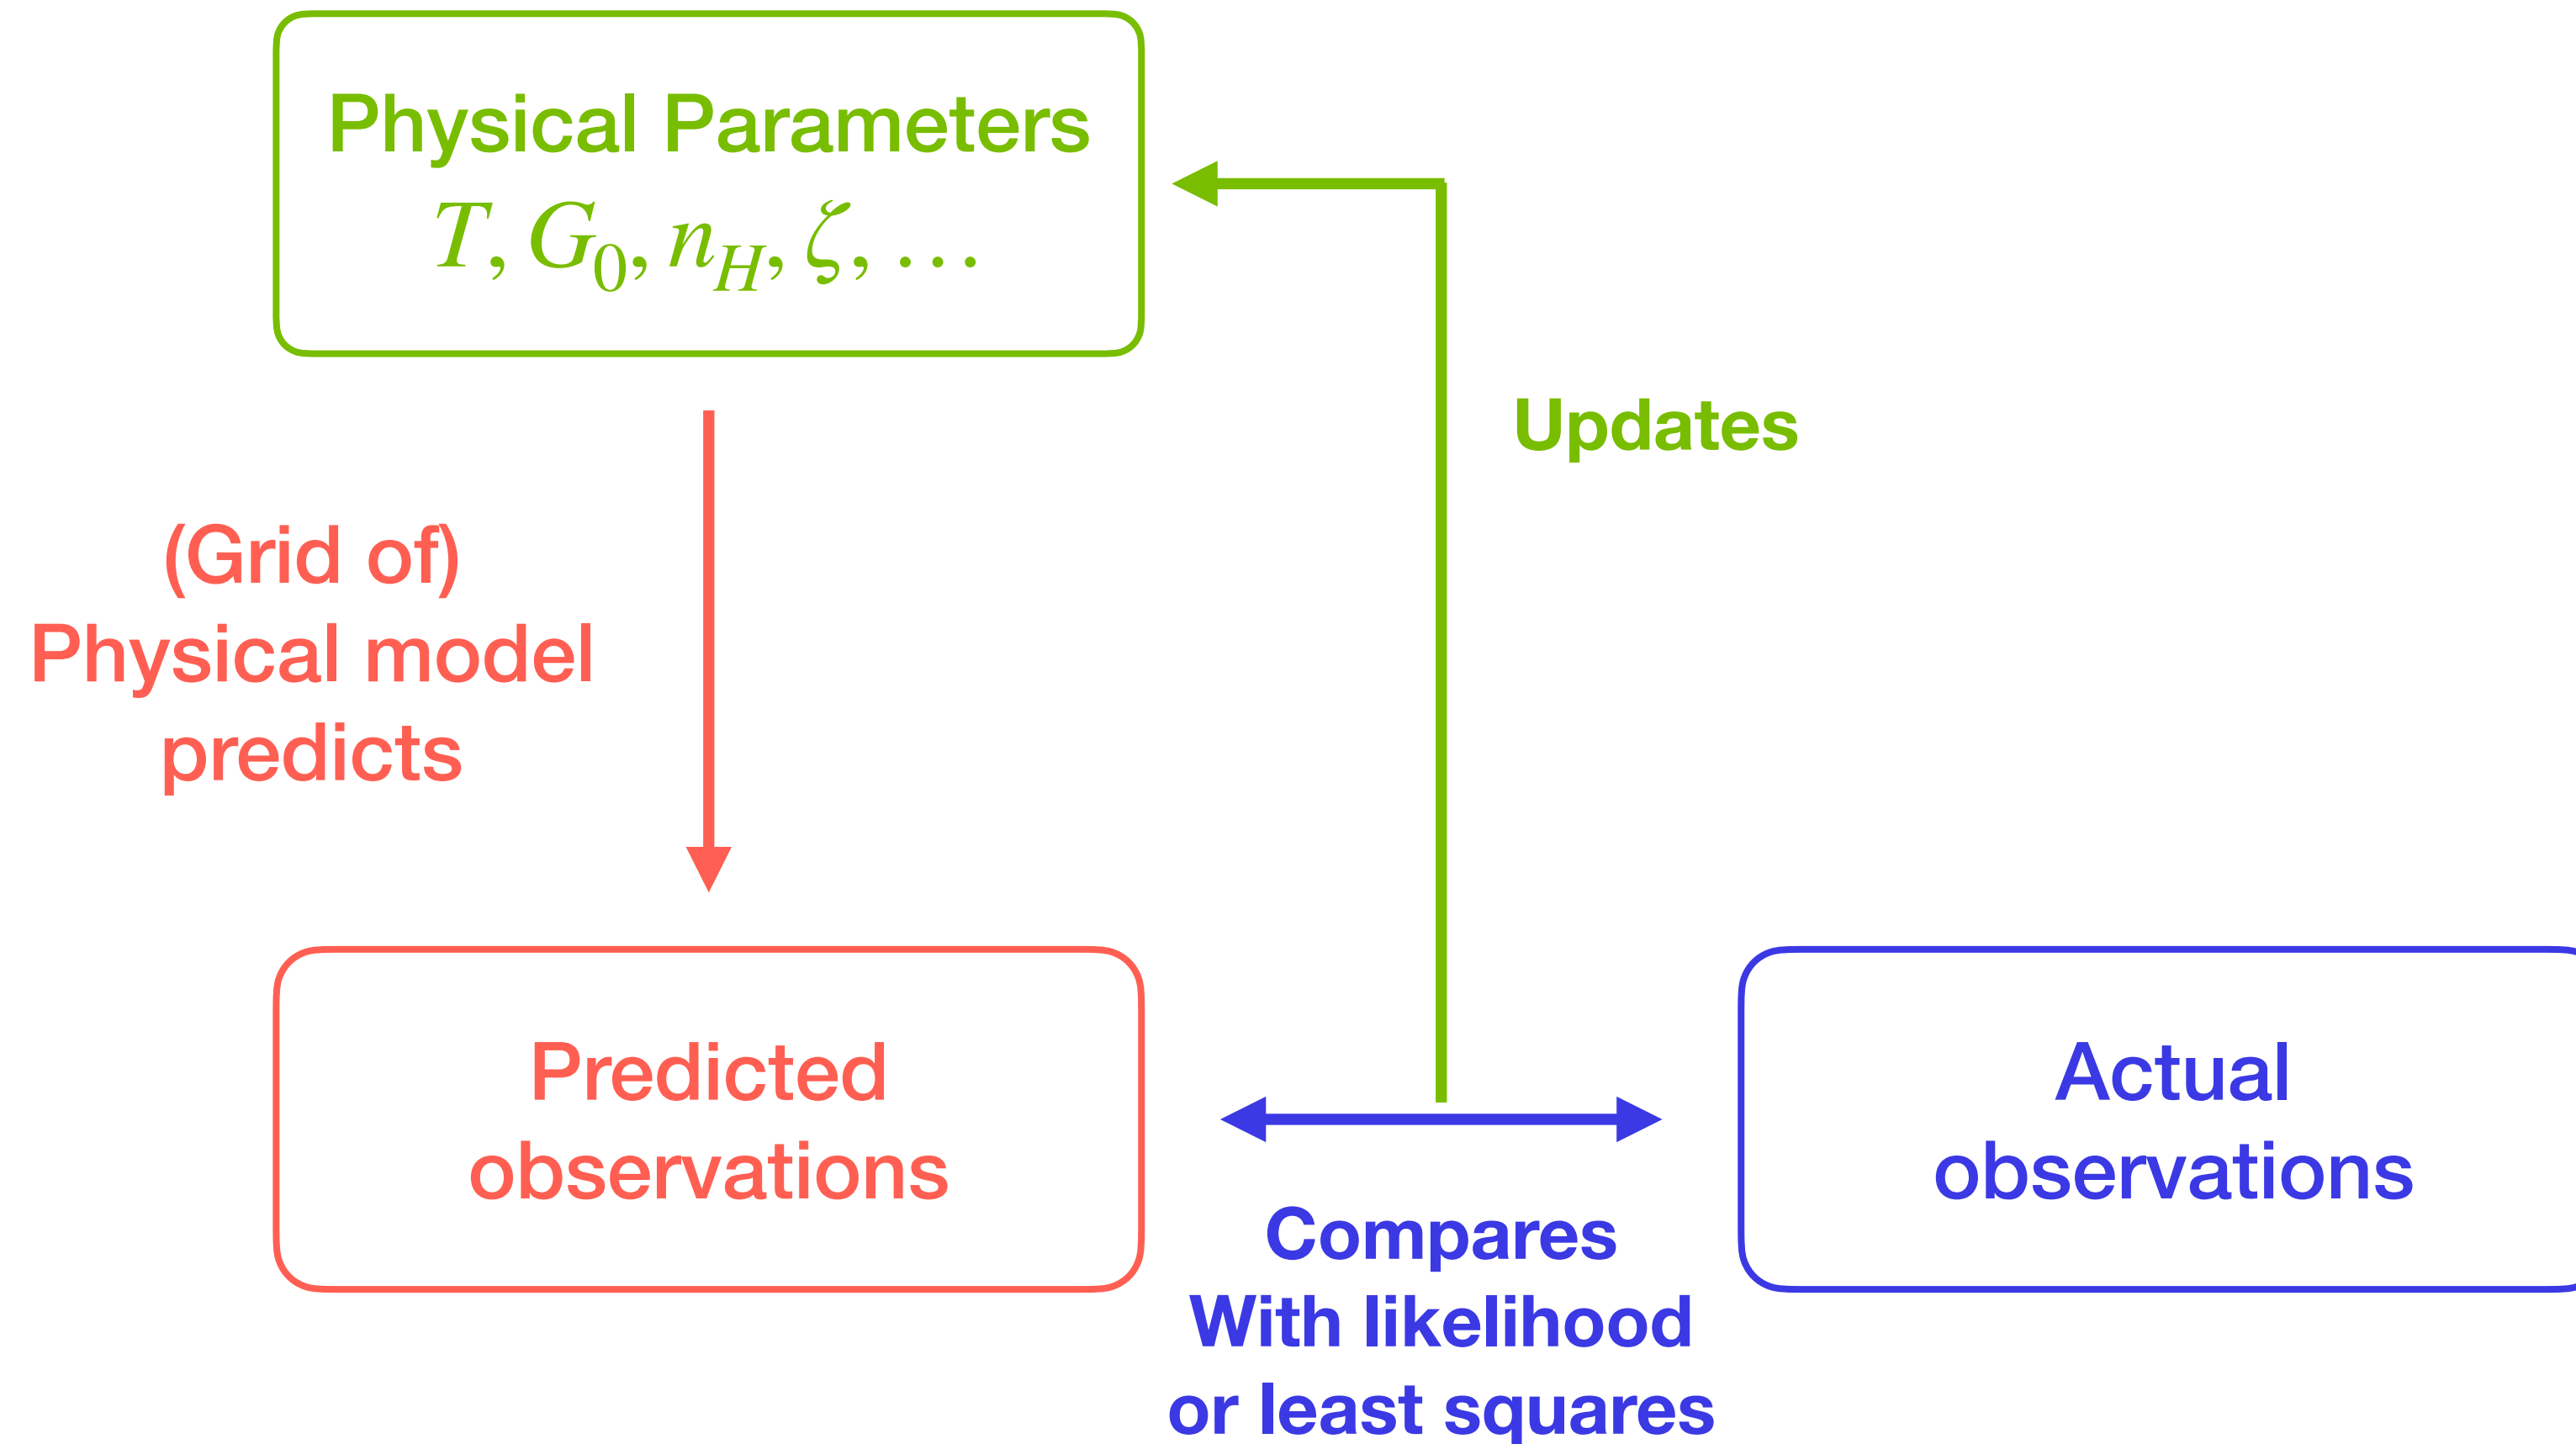 Physical Parameters
T, G₀, n_H, ζ, …
Updates
(Grid of)
Physical model
predicts
Predicted
observations
Actual
observations
Compares
With likelihood
or least squares